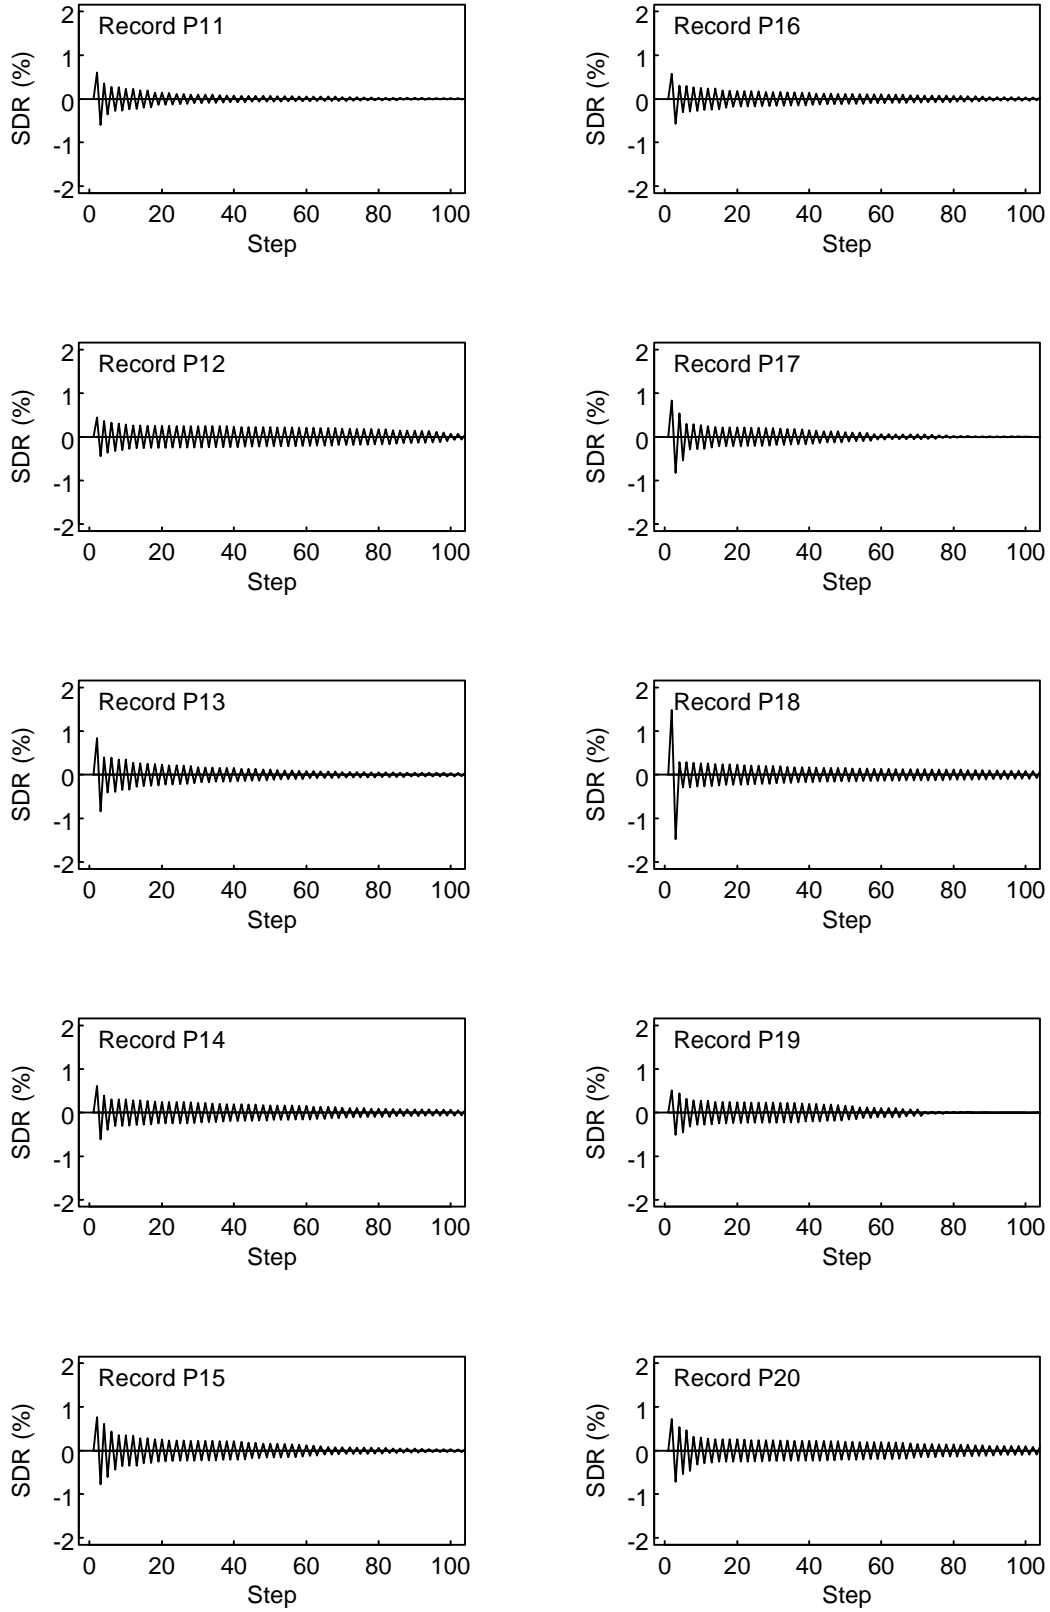 Record P11
SDR (%)
2
1
0
-1
-2
0 20 40 60 80 100
Step
Record P16
SDR (%)
2
1
0
-1
-2
0 20 40 60 80 100
Step
Record P12
SDR (%)
2
1
0
-1
-2
0 20 40 60 80 100
Step
Record P17
SDR (%)
2
1
0
-1
-2
0 20 40 60 80 100
Step
Record P13
SDR (%)
2
1
0
-1
-2
0 20 40 60 80 100
Step
Record P18
SDR (%)
2
1
0
-1
-2
0 20 40 60 80 100
Step
Record P14
SDR (%)
2
1
0
-1
-2
0 20 40 60 80 100
Step
Record P19
SDR (%)
2
1
0
-1
-2
0 20 40 60 80 100
Step
Record P15
SDR (%)
2
1
0
-1
-2
0 20 40 60 80 100
Step
Record P20
SDR (%)
2
1
0
-1
-2
0 20 40 60 80 100
Step